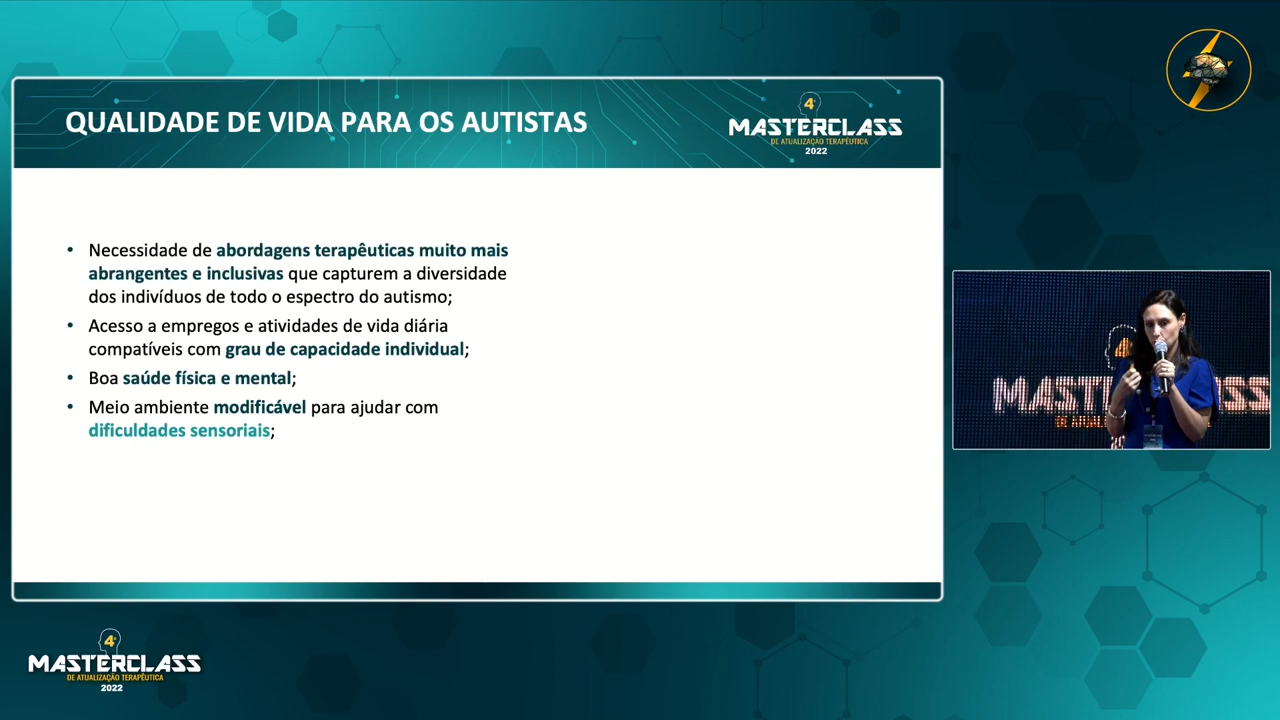 QUALIDADE DE VIDA PARA OS AUTISTAS
4ª
MASTERCLASS
DE ATUALIZAÇÃO TERAPÊUTICA
2022
• Necessidade de abordagens terapêuticas muito mais
abrangentes e inclusivas que capturem a diversidade
dos indivíduos de todo o espectro do autismo;
• Acesso a empregos e atividades de vida diária
compatíveis com grau de capacidade individual;
• Boa saúde física e mental;
• Meio ambiente modificável para ajudar com
dificuldades sensoriais;
4ª
MASTERCLASS
DE ATUALIZAÇÃO TERAPÊUTICA
2022